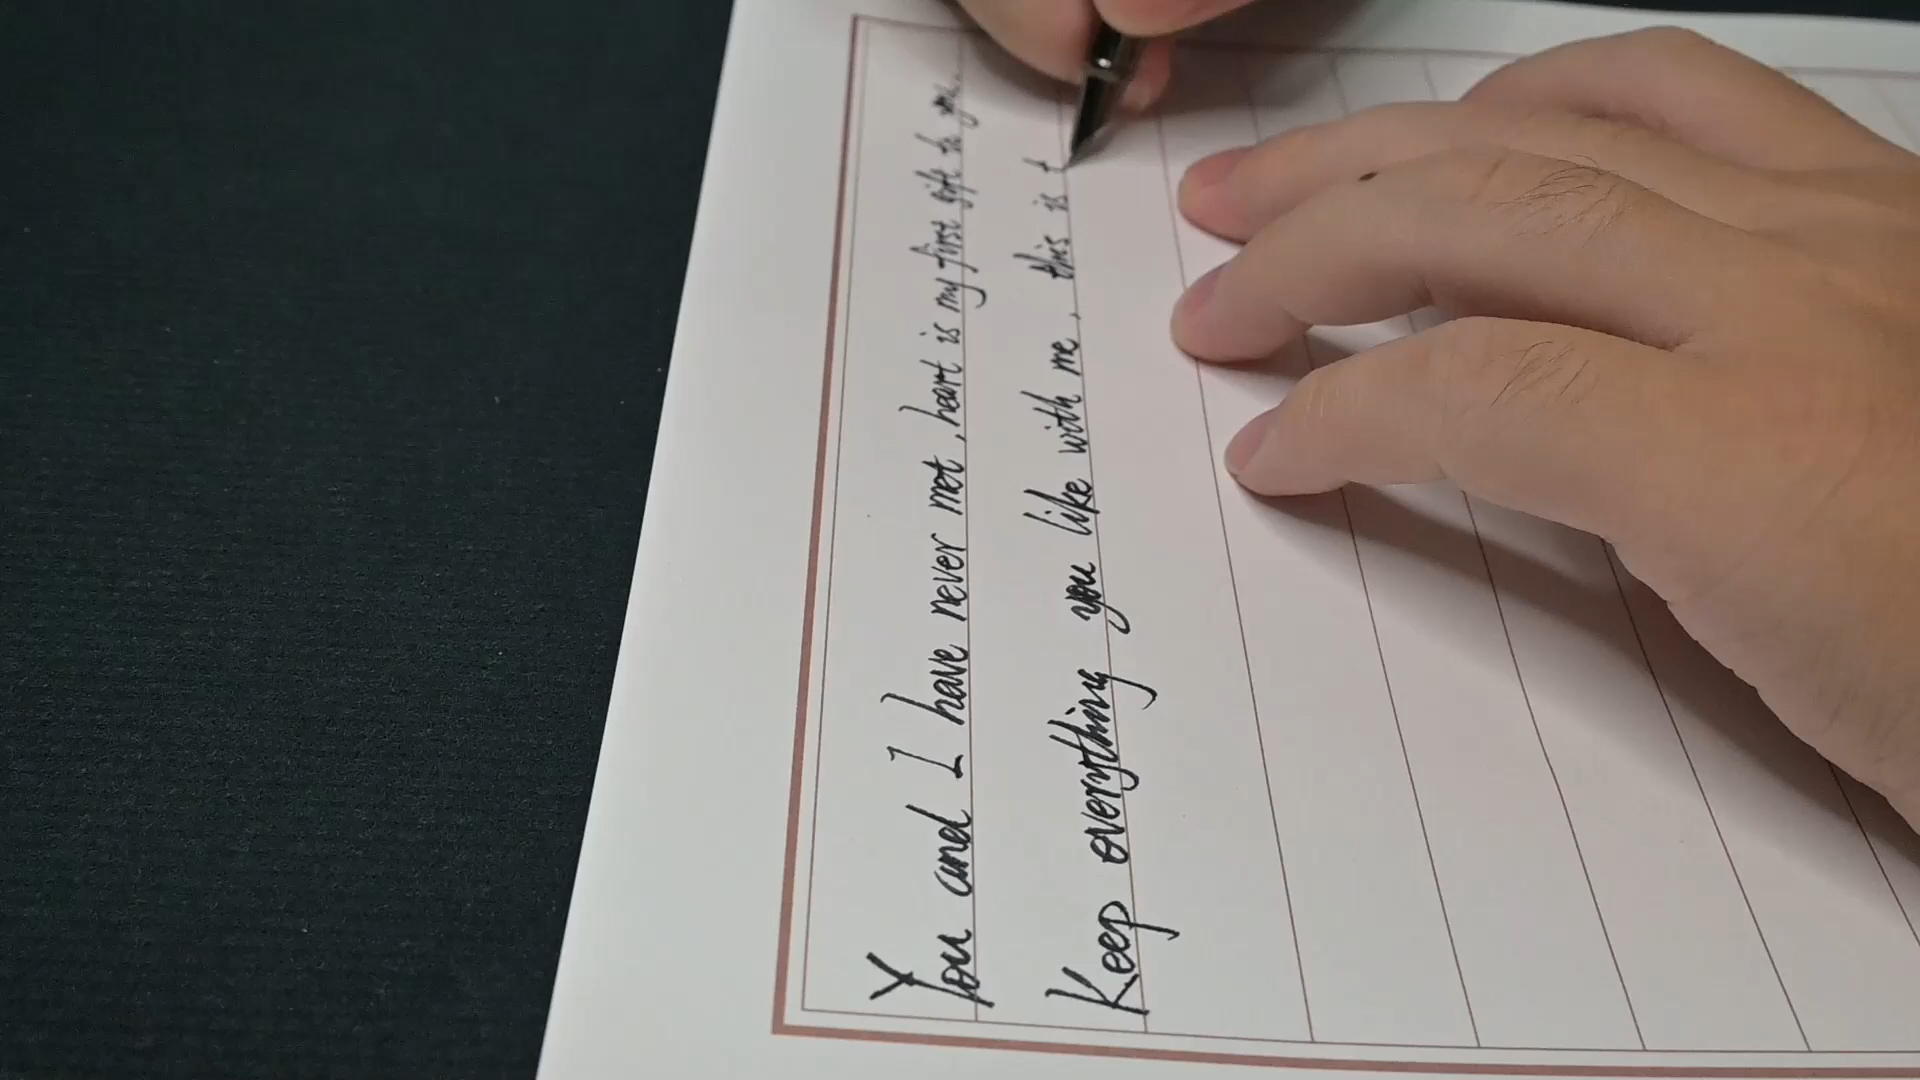 You and I have never met, heart is my first gift to you.
Keep everything you like with me, this is t